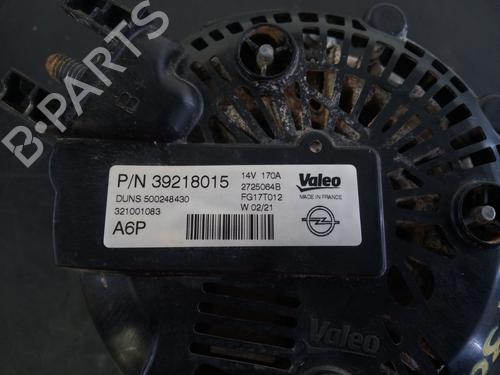 B-PARTS
B+
P/N 39218015
DUNS 500248430
321001083
A6P
14V 170A
2725064B
FG17T012
W 02/21
Valeo
MADE IN FRANCE
Valeo